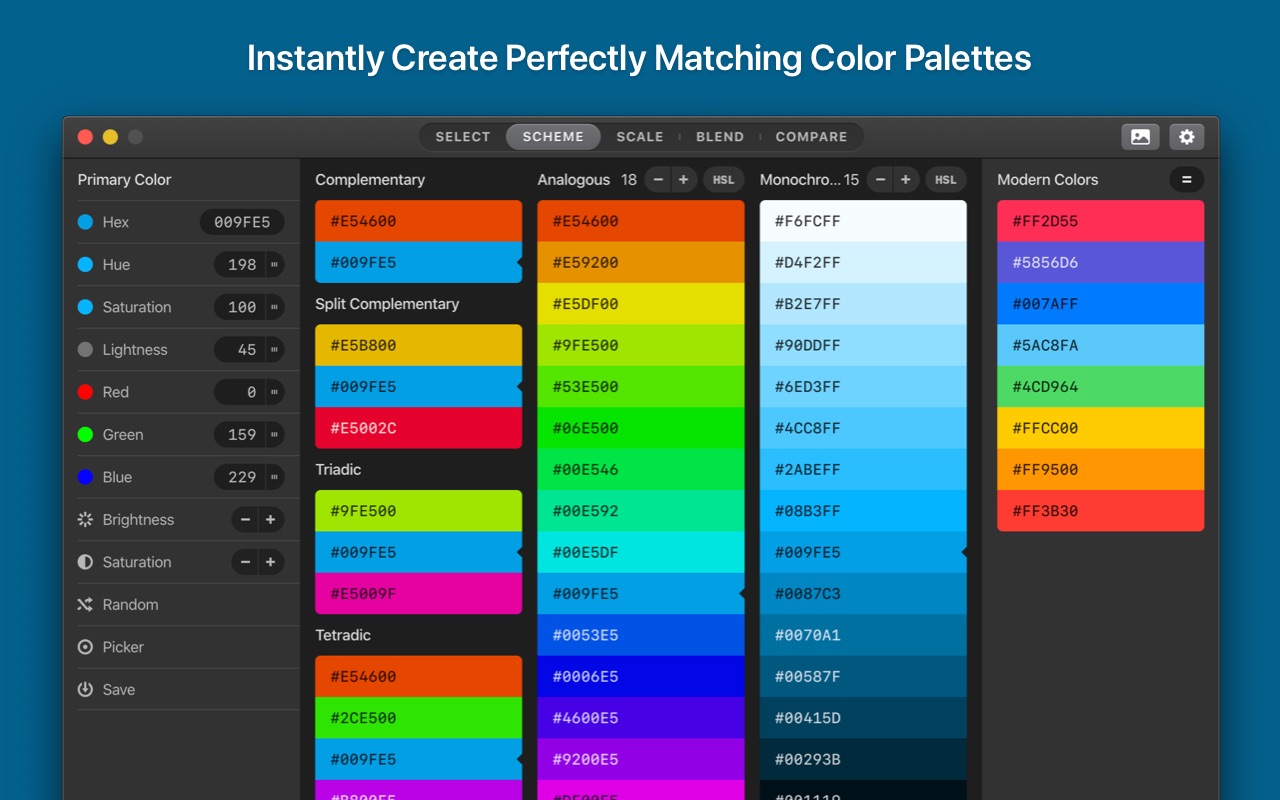 Instantly Create Perfectly Matching Color Palettes
SELECT SCHEME SCALE BLEND COMPARE
Primary Color
Hex 009FE5
Hue 198
Saturation 100
Lightness 45
Red 0
Green 159
Blue 229
Brightness − +
Saturation − +
Random
Picker
Save
Complementary
#E54600
#009FE5
Split Complementary
#E5B800
#009FE5
#E5002C
Triadic
#9FE500
#009FE5
#E5009F
Tetradic
#E54600
#2CE500
#009FE5
#B800E5
Analogous 18 − + HSL
#E54600
#E59200
#E5DF00
#9FE500
#53E500
#06E500
#00E546
#00E592
#00E5DF
#009FE5
#0053E5
#0006E5
#4600E5
#9200E5
#DF00E5
Monochro... 15 − + HSL
#F6FCFF
#D4F2FF
#B2E7FF
#90DDFF
#6ED3FF
#4CC8FF
#2ABEFF
#08B3FF
#009FE5
#0087C3
#0070A1
#00587F
#00415D
#00293B
Modern Colors =
#FF2D55
#5856D6
#007AFF
#5AC8FA
#4CD964
#FFCC00
#FF9500
#FF3B30